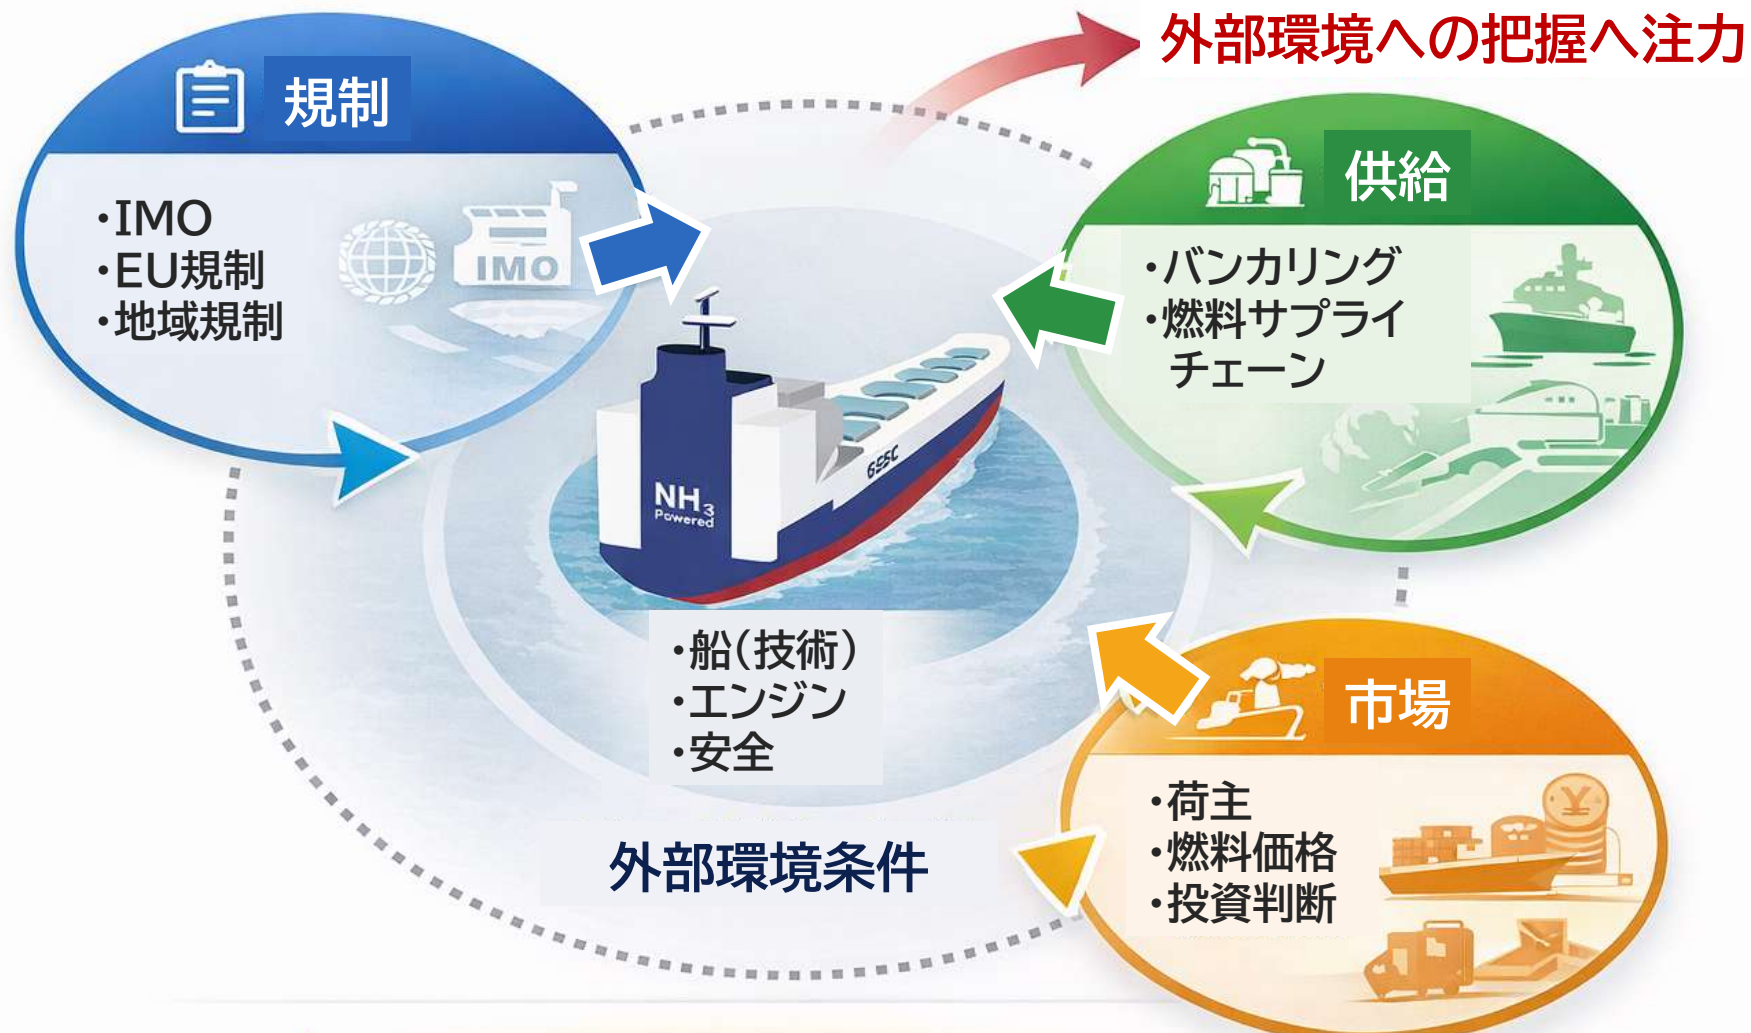 外部環境への把握へ注力
規制
・IMO
・EU規制
・地域規制
IMO
供給
・バンカリング
・燃料サプライ
チェーン
NH3
Powered
・船(技術)
・エンジン
・安全
外部環境条件
市場
・荷主
・燃料価格
・投資判断
¥